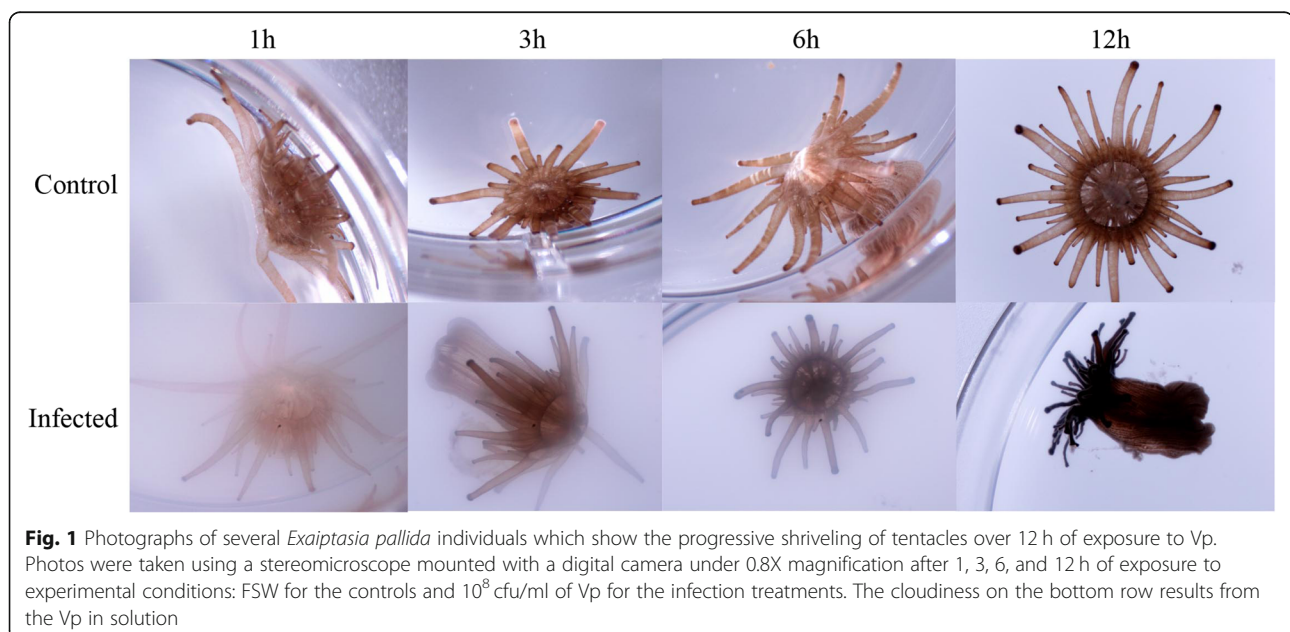 1h 3h 6h 12h
Control
Infected
Fig. 1 Photographs of several Exaiptasia pallida individuals which show the progressive shriveling of tentacles over 12 h of exposure to Vp.
Photos were taken using a stereomicroscope mounted with a digital camera under 0.8X magnification after 1, 3, 6, and 12 h of exposure to
experimental conditions: FSW for the controls and 10⁸ cfu/ml of Vp for the infection treatments. The cloudiness on the bottom row results from
the Vp in solution